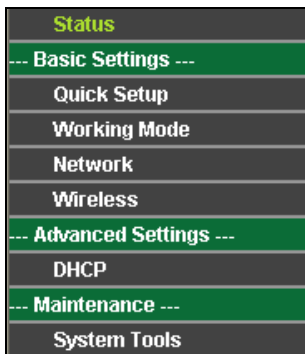 Status
--- Basic Settings ---
Quick Setup
Working Mode
Network
Wireless
--- Advanced Settings ---
DHCP
--- Maintenance ---
System Tools